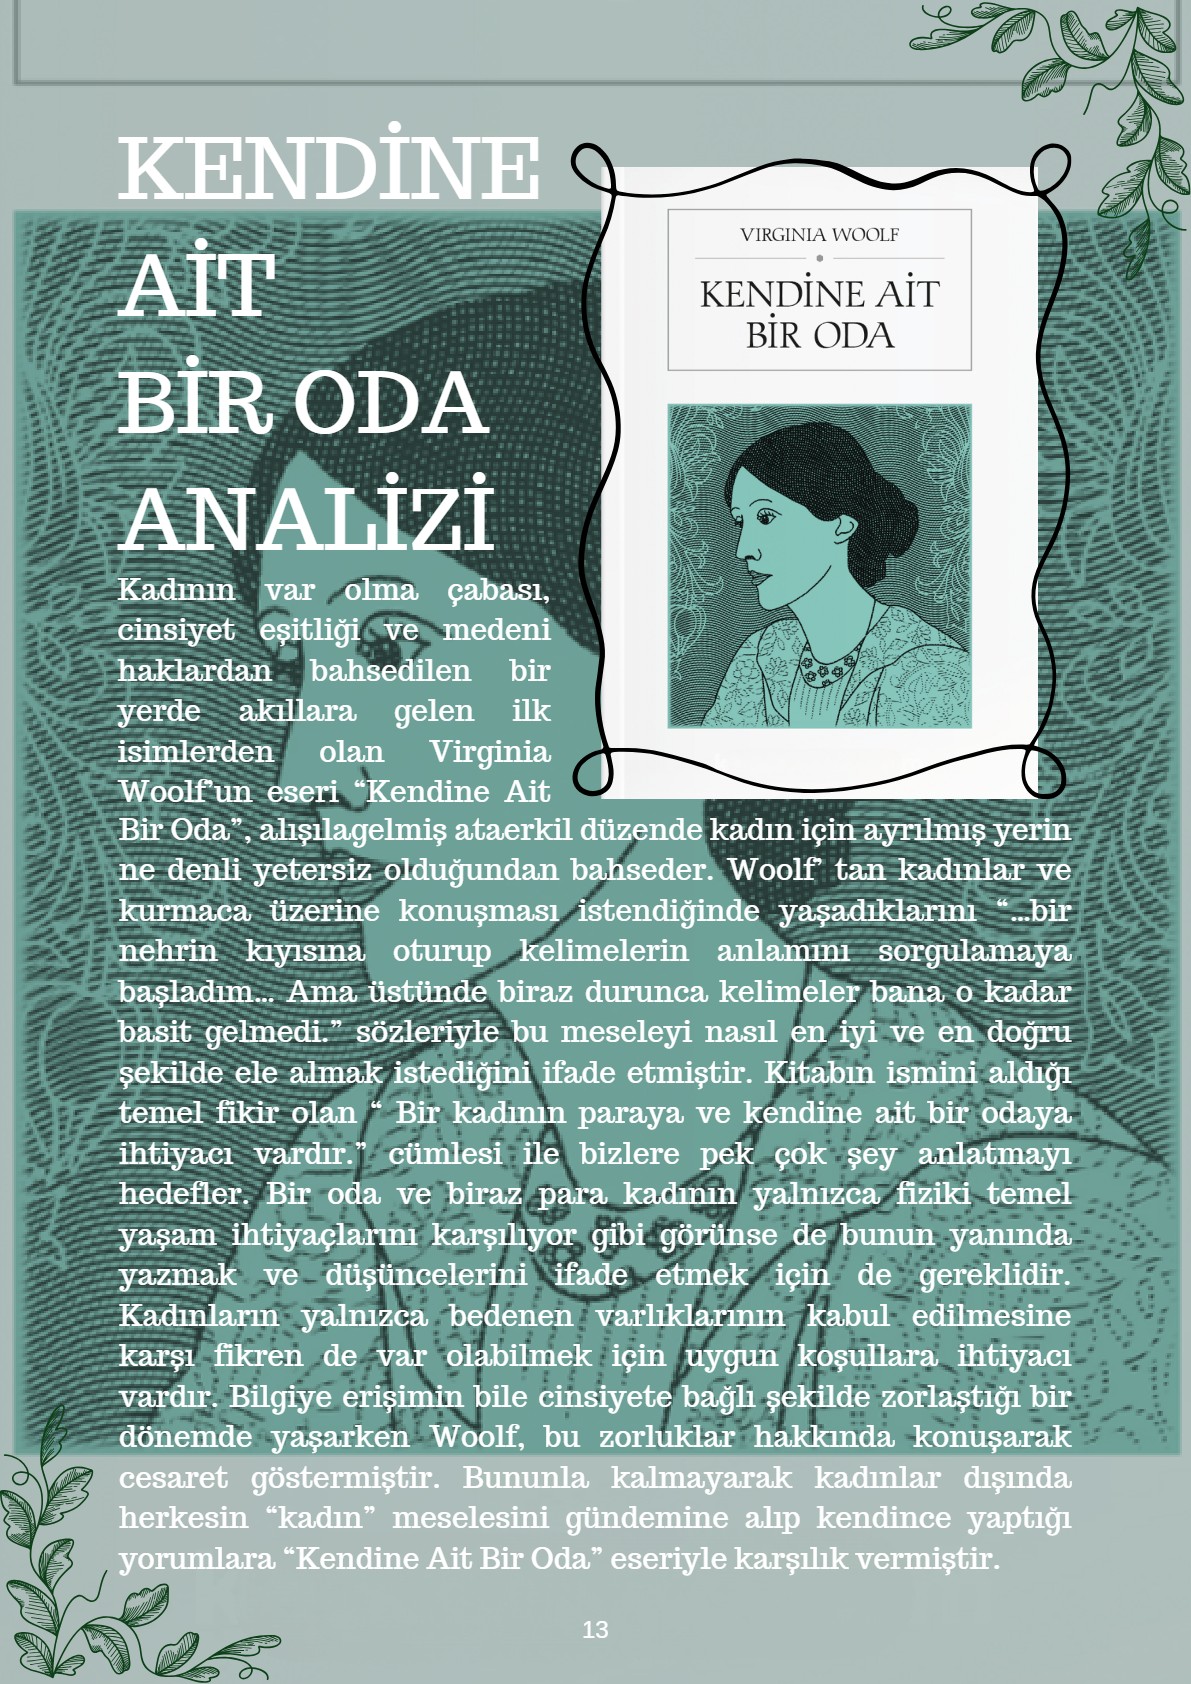 KENDİNE
AİT
BİR ODA
ANALİZİ
VIRGINIA WOOLF
KENDİNE AİT
BİR ODA
Kadının var olma çabası,
cinsiyet eşitliği ve medeni
haklardan bahsedilen bir
yerde akıllara gelen ilk
isimlerden olan Virginia
Woolf’un eseri “Kendine Ait
Bir Oda”, alışılagelmiş ataerkil düzende kadın için ayrılmış yerin
ne denli yetersiz olduğundan bahseder. Woolf’ tan kadınlar ve
kurmaca üzerine konuşması istendiğinde yaşadıklarını “...bir
nehrin kıyısına oturup kelimelerin anlamını sorgulamaya
başladım... Ama üstünde biraz durunca kelimeler bana o kadar
basit gelmedi.” sözleriyle bu meseleyi nasıl en iyi ve en doğru
şekilde ele almak istediğini ifade etmiştir. Kitabın ismini aldığı
temel fikir olan “ Bir kadının paraya ve kendine ait bir odaya
ihtiyacı vardır.” cümlesi ile bizlere pek çok şey anlatmayı
hedefler. Bir oda ve biraz para kadının yalnızca fiziki temel
yaşam ihtiyaçlarını karşılıyor gibi görünse de bunun yanında
yazmak ve düşüncelerini ifade etmek için de gereklidir.
Kadınların yalnızca bedenen varlıklarının kabul edilmesine
karşı fikren de var olabilmek için uygun koşullara ihtiyacı
vardır. Bilgiye erişimin bile cinsiyete bağlı şekilde zorlaştığı bir
dönemde yaşarken Woolf, bu zorluklar hakkında konuşarak
cesaret göstermiştir. Bununla kalmayarak kadınlar dışında
herkesin “kadın” meselesini gündemine alıp kendince yaptığı
yorumlara “Kendine Ait Bir Oda” eseriyle karşılık vermiştir.
13